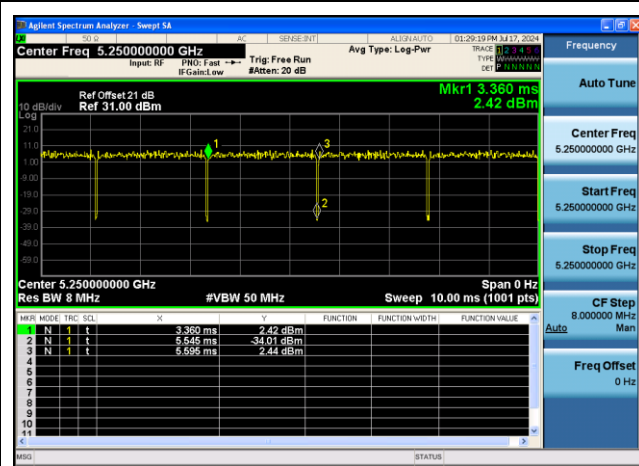 Agilent Spectrum Analyzer - Swept SA
50 Ω AC SENSE:INT ALIGN AUTO 01:29:19 PM Jul 17, 2024
Center Freq 5.250000000 GHz
Input: RF PNO: Fast IFGain:Low
Trig: Free Run
#Atten: 20 dB
Avg Type: Log-Pwr
TRACE 1 2 3 4 5 6
TYPE
DET P N N N N N
Ref Offset 21 dB
10 dB/div Ref 31.00 dBm
Log
Mkr1 3.360 ms
2.42 dBm
21.0
11.0
1.00
-9.00
-19.0
-29.0
-39.0
-49.0
-59.0
1
3
2
Center 5.250000000 GHz Span 0 Hz
Res BW 8 MHz #VBW 50 MHz Sweep 10.00 ms (1001 pts)
MKR MODE TRC SCL X Y FUNCTION FUNCTION WIDTH FUNCTION VALUE
1 N 1 t 3.360 ms 2.42 dBm
2 N 1 t 5.545 ms -34.01 dBm
3 N 1 t 5.595 ms 2.44 dBm
4
5
6
7
8
9
10
11
MSG STATUS
Frequency
Auto Tune
Center Freq
5.250000000 GHz
Start Freq
5.250000000 GHz
Stop Freq
5.250000000 GHz
CF Step
8.000000 MHz
Auto Man
Freq Offset
0 Hz